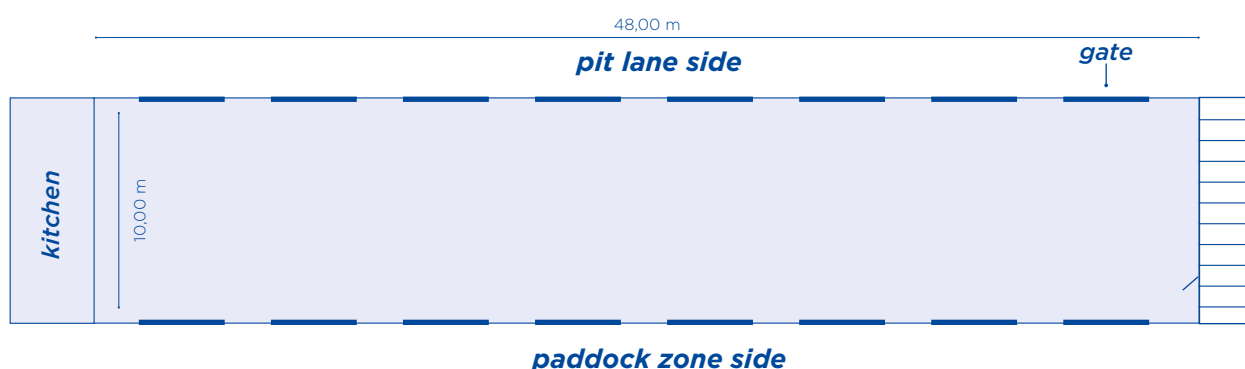 48,00 m
pit lane side
gate
kitchen
10,00 m
paddock zone side